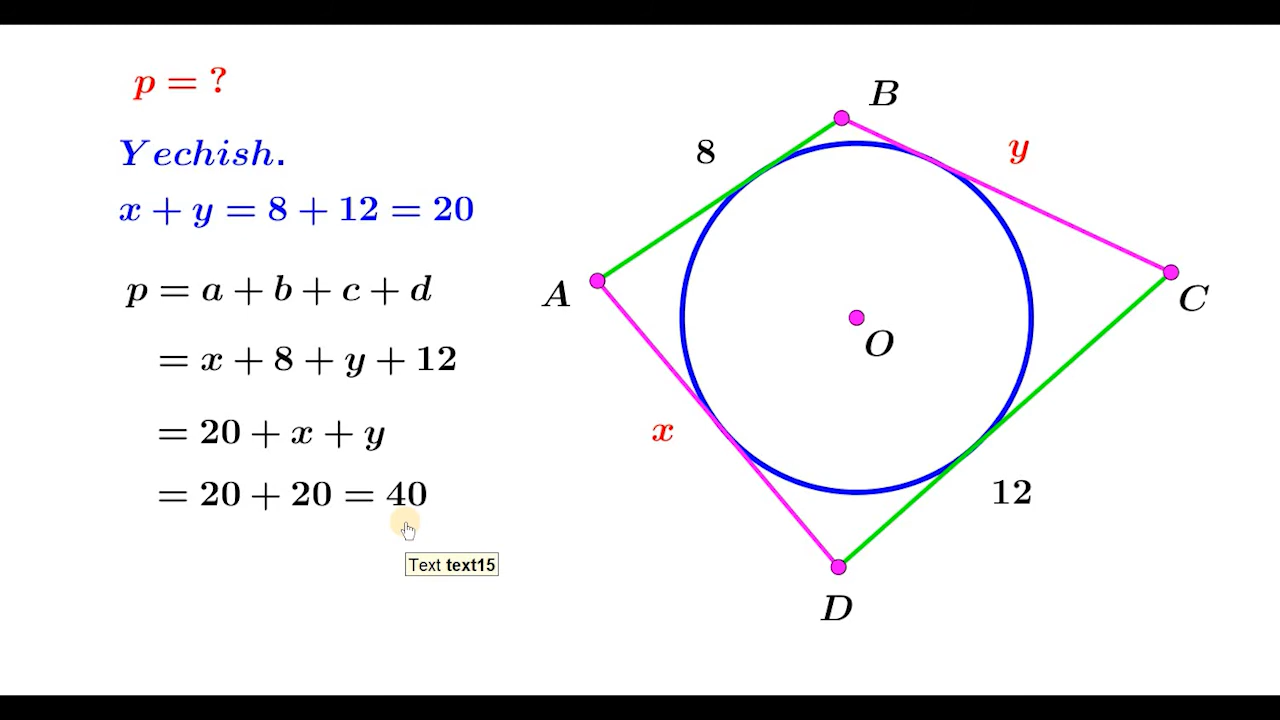 p = ?
Yechish.
x + y = 8 + 12 = 20
p = a + b + c + d
= x + 8 + y + 12
= 20 + x + y
= 20 + 20 = 40
Text text15
B
8
y
A
C
O
x
12
D